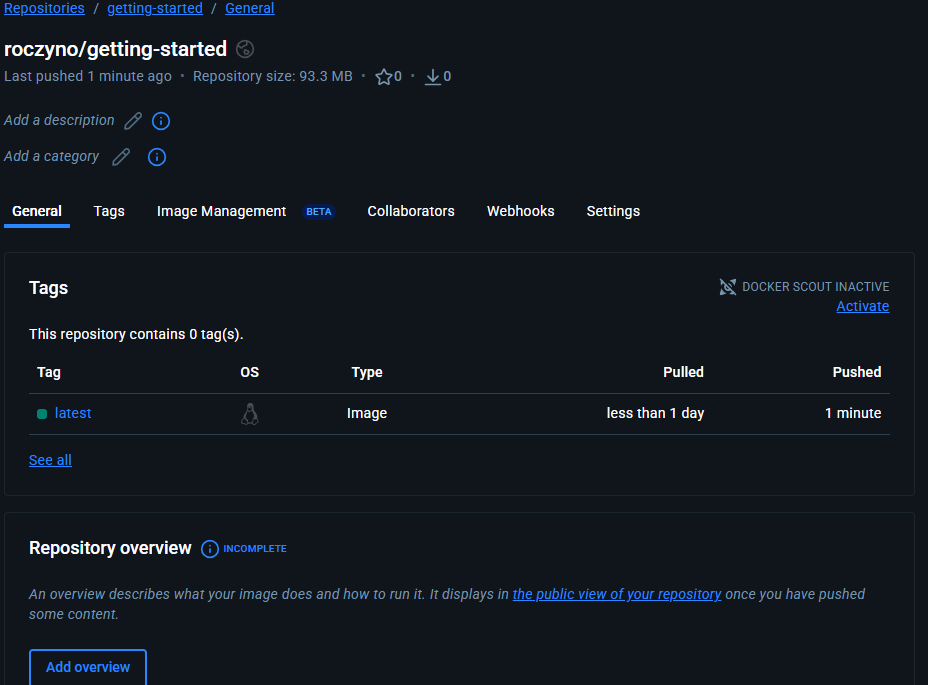 Repositories / getting-started / General
roczyno/getting-started
Last pushed 1 minute ago • Repository size: 93.3 MB • 0 • 0
Add a description
Add a category
General Tags Image Management BETA Collaborators Webhooks Settings
Tags
DOCKER SCOUT INACTIVE
Activate
This repository contains 0 tag(s).
Tag OS Type Pulled Pushed
latest Image less than 1 day 1 minute
See all
Repository overview INCOMPLETE
An overview describes what your image does and how to run it. It displays in the public view of your repository once you have pushed
some content.
Add overview